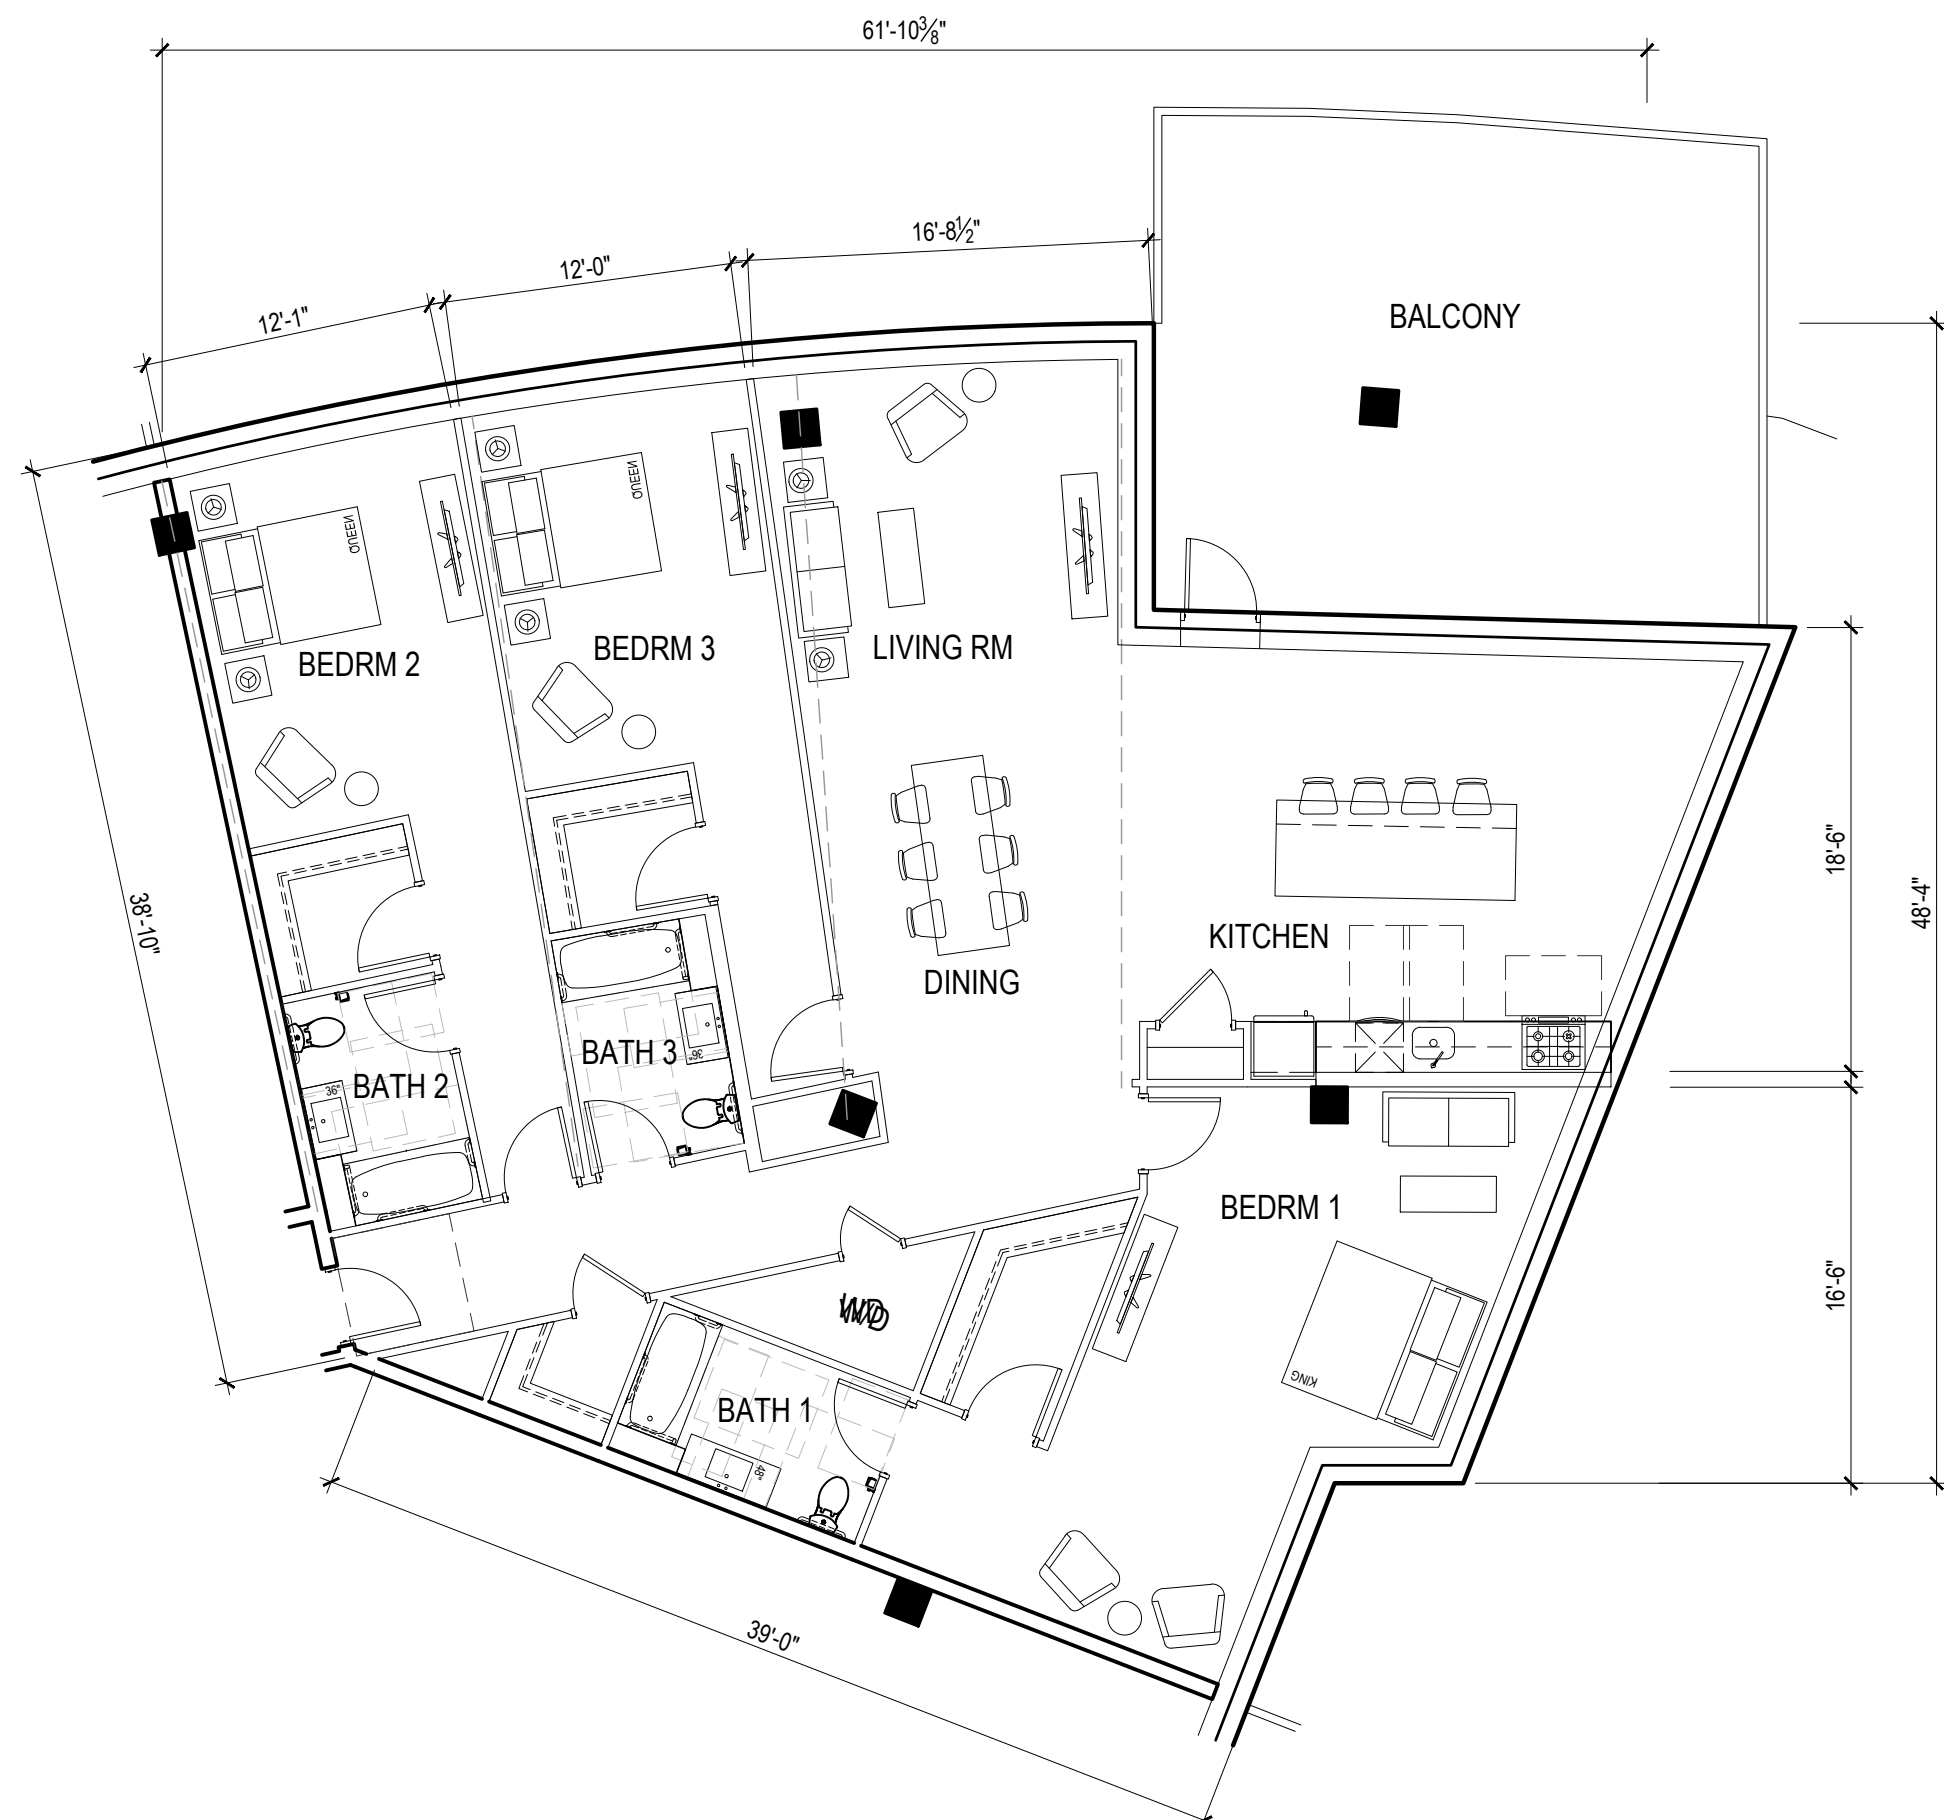 61'-10⅜"
16'-8½"
12'-0"
12'-1"
BALCONY
QUEEN
QUEEN
BEDRM 2
BEDRM 3
LIVING RM
18'-6"
48'-4"
38'-10"
KITCHEN
DINING
BATH 3
36"
BATH 2
36"
BEDRM 1
16'-6"
W/D
KING
BATH 1
48"
39'-0"